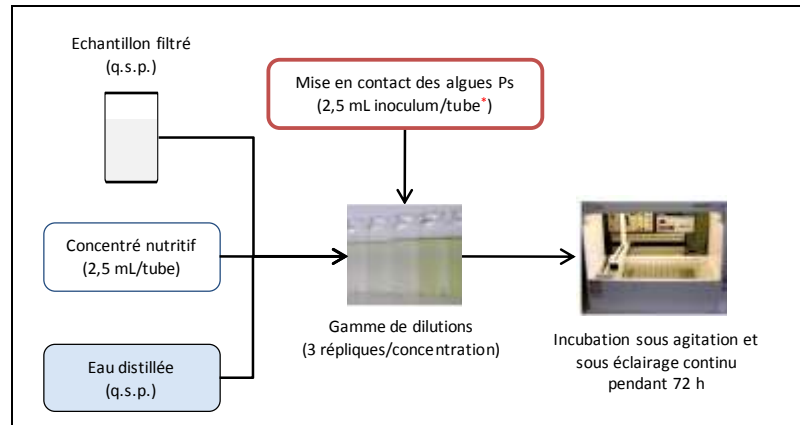 Echantillon filtré
(q.s.p.)
Mise en contact des algues Ps
(2,5 mL inoculum/tube*)
Concentré nutritif
(2,5 mL/tube)
Gamme de dilutions
(3 répliques/concentration)
Incubation sous agitation et
sous éclairage continu
pendant 72 h
Eau distillée
(q.s.p.)